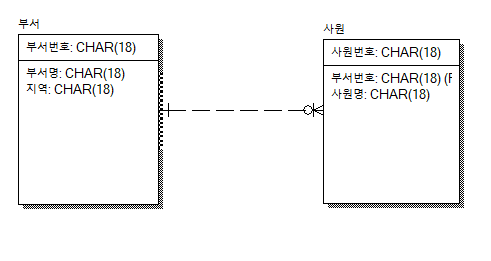 부서
부서번호: CHAR(18)
부서명: CHAR(18)
지역: CHAR(18)
사원
사원번호: CHAR(18)
부서번호: CHAR(18) (F
사원명: CHAR(18)